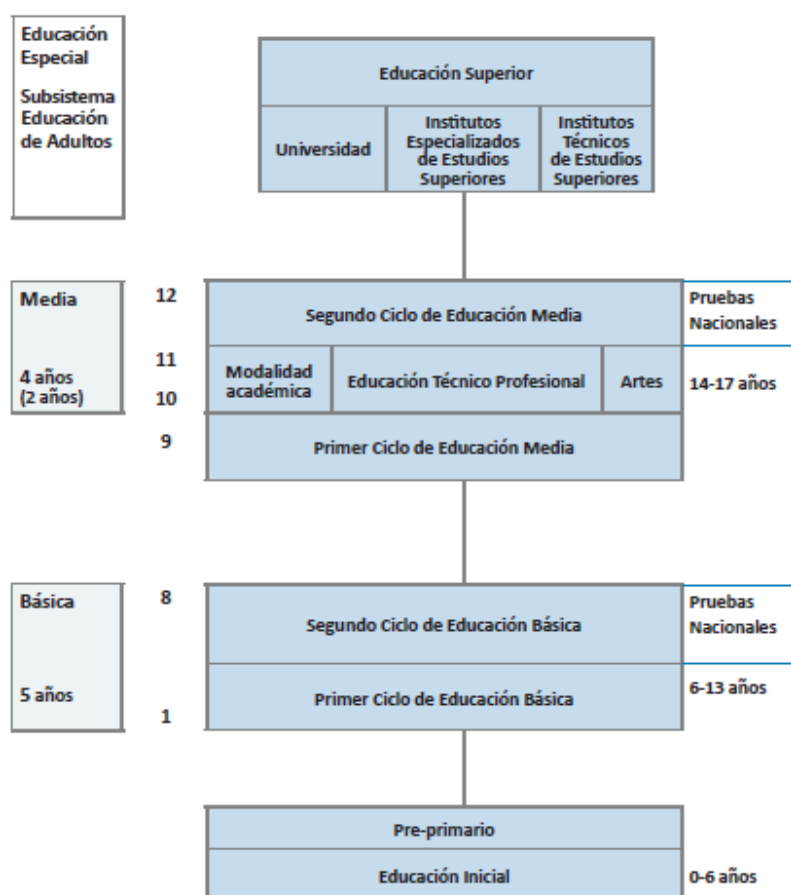 Educación
Especial
Subsistema
Educación
de Adultos
Educación Superior
Universidad
Institutos
Especializados
de Estudios
Superiores
Institutos
Técnicos
de Estudios
Superiores
Media
4 años
(2 años)
12
11
10
9
Segundo Ciclo de Educación Media
Modalidad
académica
Educación Técnico Profesional
Artes
Primer Ciclo de Educación Media
Pruebas
Nacionales
14-17 años
Básica
5 años
8
1
Segundo Ciclo de Educación Básica
Primer Ciclo de Educación Básica
Pruebas
Nacionales
6-13 años
Pre-primario
Educación Inicial
0-6 años